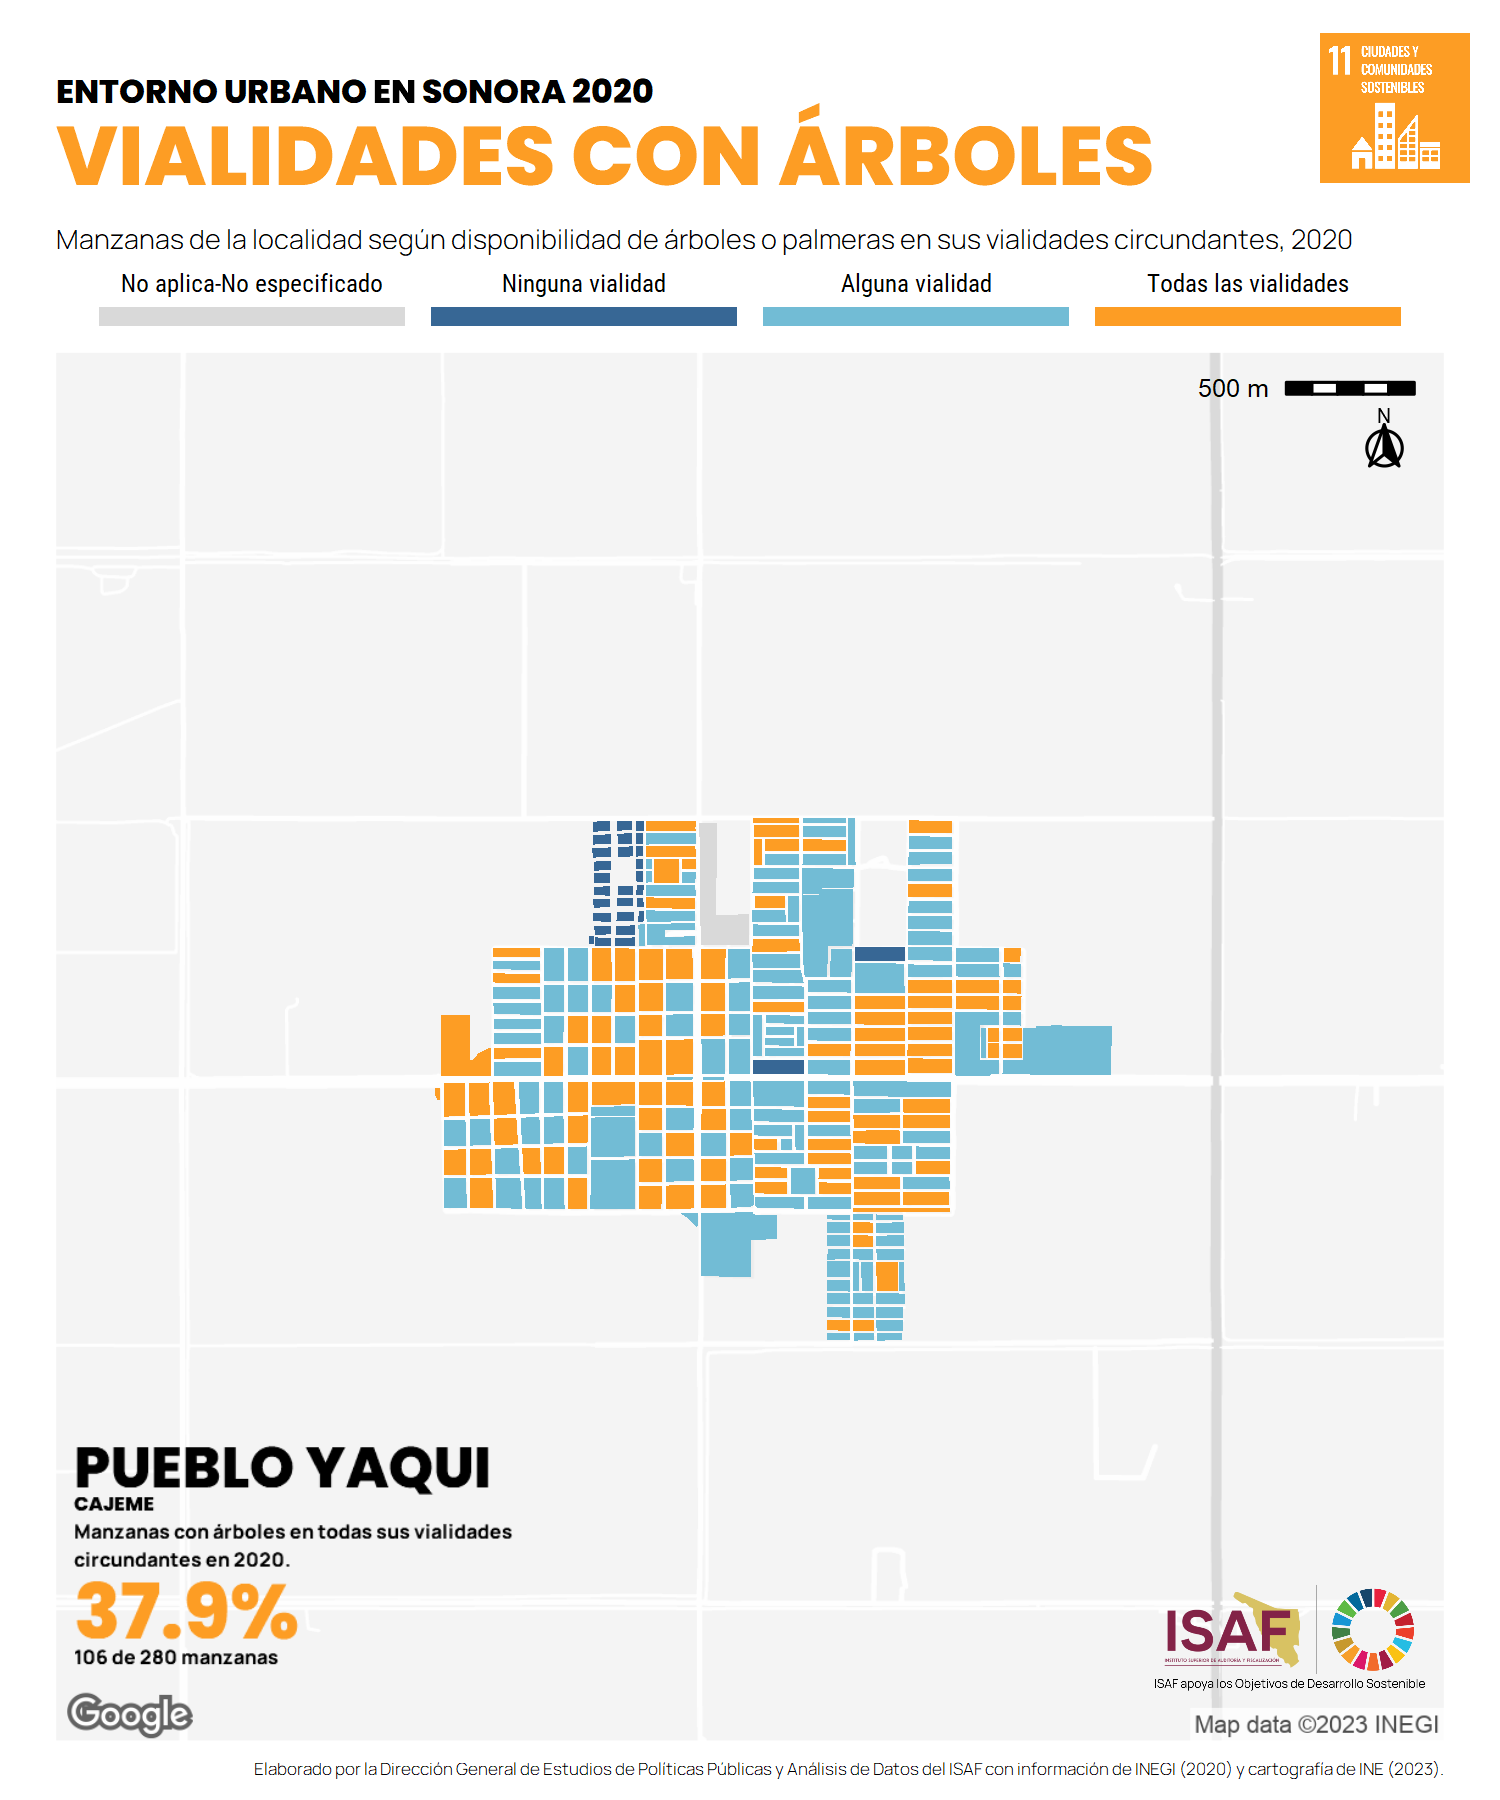 ENTORNO URBANO EN SONORA 2020
VIALIDADES CON ÁRBOLES
11 CIUDADES Y
COMUNIDADES
SOSTENIBLES
Manzanas de la localidad según disponibilidad de árboles o palmeras en sus vialidades circundantes, 2020
No aplica-No especificado Ninguna vialidad Alguna vialidad Todas las vialidades
500 m
N
PUEBLO YAQUI
CAJEME
Manzanas con árboles en todas sus vialidades
circundantes en 2020.
37.9%
106 de 280 manzanas
ISAF
INSTITUTO SUPERIOR DE AUDITORÍA Y FISCALIZACIÓN
ISAF apoya los Objetivos de Desarrollo Sostenible
Google
Map data ©2023 INEGI
Elaborado por la Dirección General de Estudios de Políticas Públicas y Análisis de Datos del ISAF con información de INEGI (2020) y cartografía de INE (2023).